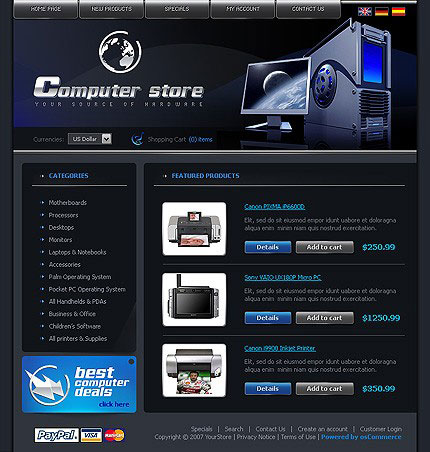 HOME PAGE
NEW PRODUCTS
SPECIALS
MY ACCOUNT
CONTACT US
Computer store
YOUR SOURCE OF HARDWARE
Currencies: US Dollar
Shopping Cart (0) items
CATEGORIES
Motherboards
Processors
Desktops
Monitors
Laptops & Notebooks
Accessories
Palm Operating System
Pocket PC Operating System
All Handhelds & PDAs
Business & Office
Children's Software
All printers & Supplies
best
computer
deals
click here
FEATURED PRODUCTS
Canon PIXMA iP6600D
Elit, sed do sit eiusmod empor idunt uabore et doloragna
aliqua enim minim niam quis nostrud exercitation.
Details Add to cart $250.99
Sony VAIO UX180P Micro PC
Elit, sed do sit eiusmod empor idunt uabore et doloragna
aliqua enim minim niam quis nostrud exercitation.
Details Add to cart $1250.99
Canon i9900 Inkjet Printer
Elit, sed do sit eiusmod empor idunt uabore et doloragna
aliqua enim minim niam quis nostrud exercitation.
Details Add to cart $350.99
PayPal VISA MasterCard
Specials | Search | Contact Us | Create an account | Customer Login
Copyright © 2007 YourStore | Privacy Notice | Terms of Use | Powered by osCommerce